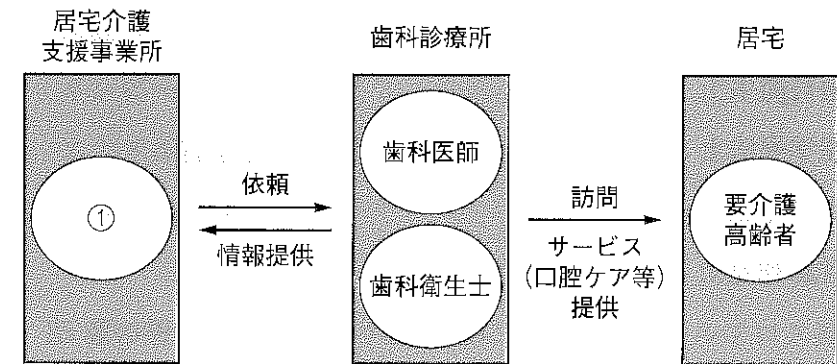 居宅介護
支援事業所
歯科診療所
居宅
①
依頼
情報提供
歯科医師
歯科衛生士
訪問
サービス
(口腔ケア等)
提供
要介護
高齢者